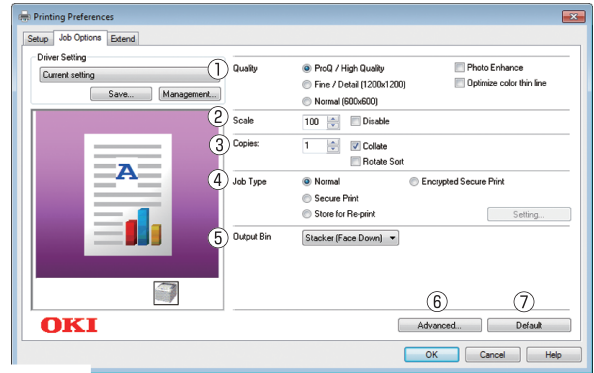 Printing Preferences
Setup Job Options Extend
Driver Setting
Current setting
Save... Management...
① Quality ProQ / High Quality Photo Enhance
Fine / Detail (1200x1200) Optimize color thin line
Normal (600x600)
② Scale 100 Disable
③ Copies: 1 Collate
Rotate Sort
④ Job Type Normal Encrypted Secure Print
Secure Print
Store for Re-print Setting...
⑤ Output Bin Stacker (Face Down)
A
⑥ ⑦
OKI Advanced... Default
OK Cancel Help